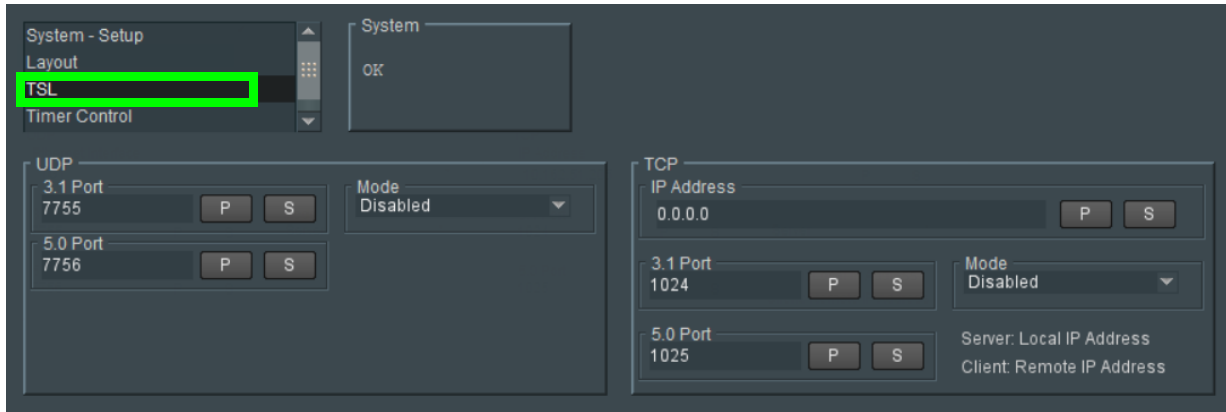 System - Setup
Layout
TSL
Timer Control
System
OK
UDP
3.1 Port
7755
P
S
Mode
Disabled
5.0 Port
7756
P
S
TCP
IP Address
0.0.0.0
P
S
3.1 Port
1024
P
S
Mode
Disabled
5.0 Port
1025
P
S
Server: Local IP Address
Client: Remote IP Address